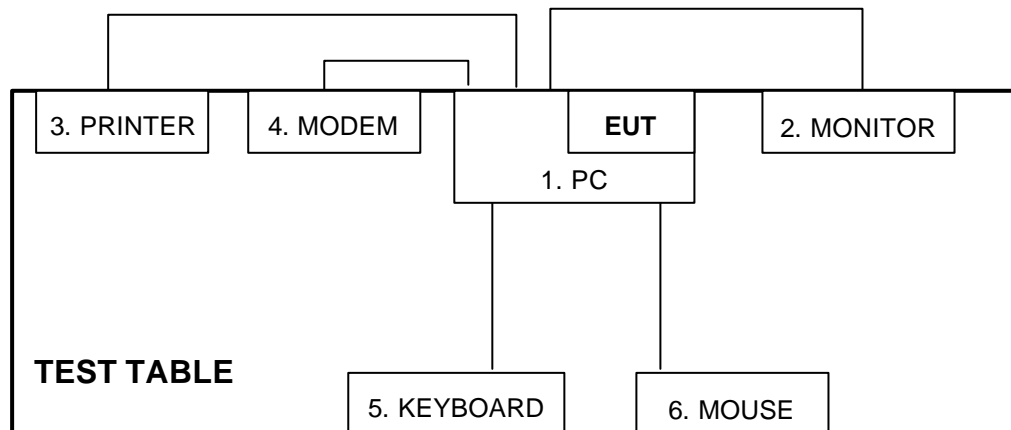 3. PRINTER
4. MODEM
EUT
2. MONITOR
1. PC
TEST TABLE
5. KEYBOARD
6. MOUSE